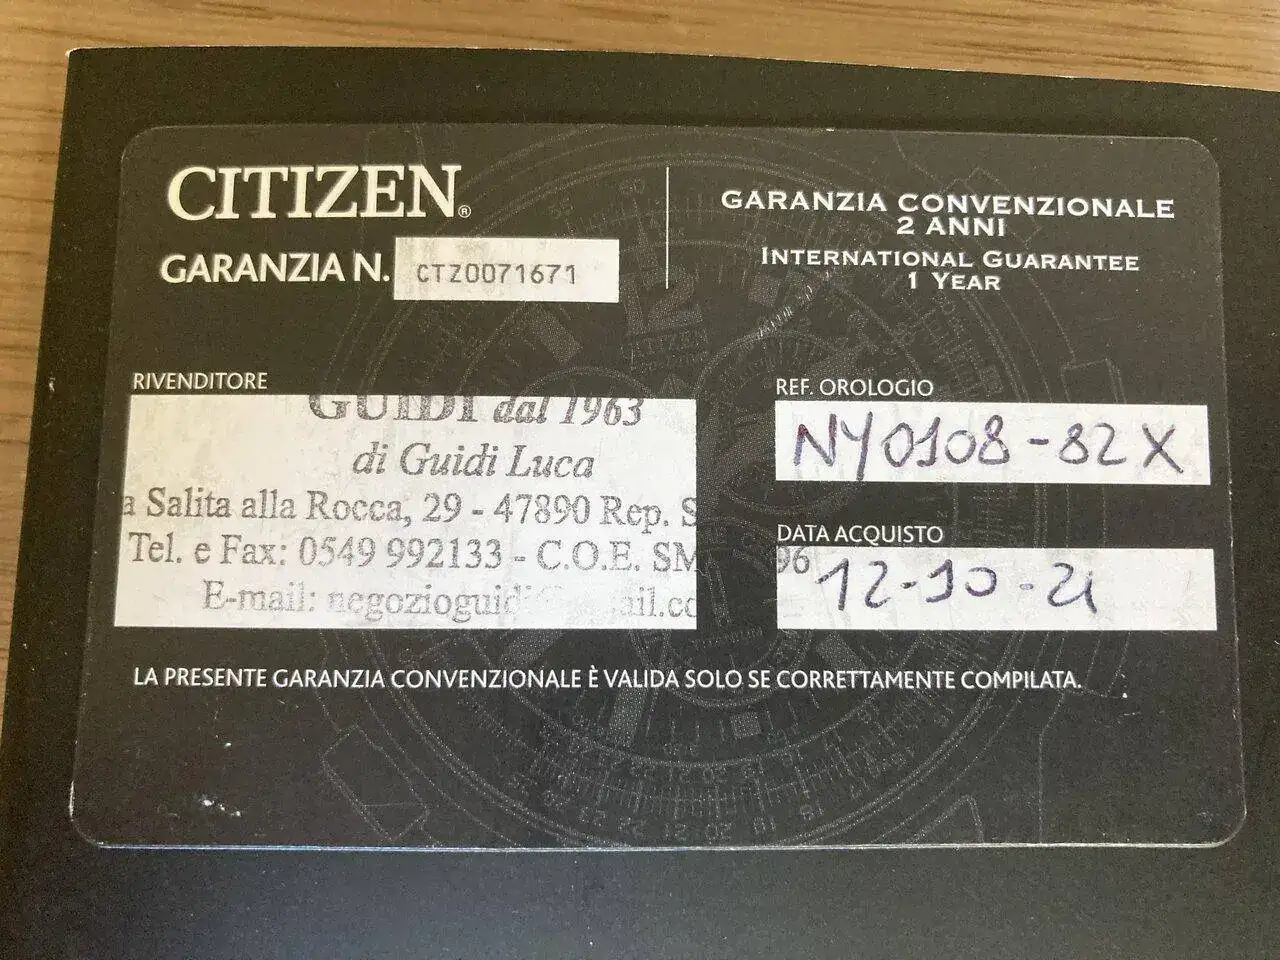 CITIZEN®
GARANZIA N. CTZ0071671
GARANZIA CONVENZIONALE
2 ANNI
INTERNATIONAL GUARANTEE
1 YEAR
RIVENDITORE
GUIDI dal 1963
di Guidi Luca
a Salita alla Rocca, 29 - 47890 Rep. S
Tel. e Fax: 0549 992133 - C.O.E. SM
E-mail:
REF. OROLOGIO
NY0108-82X
DATA ACQUISTO
96
12-10-21
LA PRESENTE GARANZIA CONVENZIONALE È VALIDA SOLO SE CORRETTAMENTE COMPILATA.